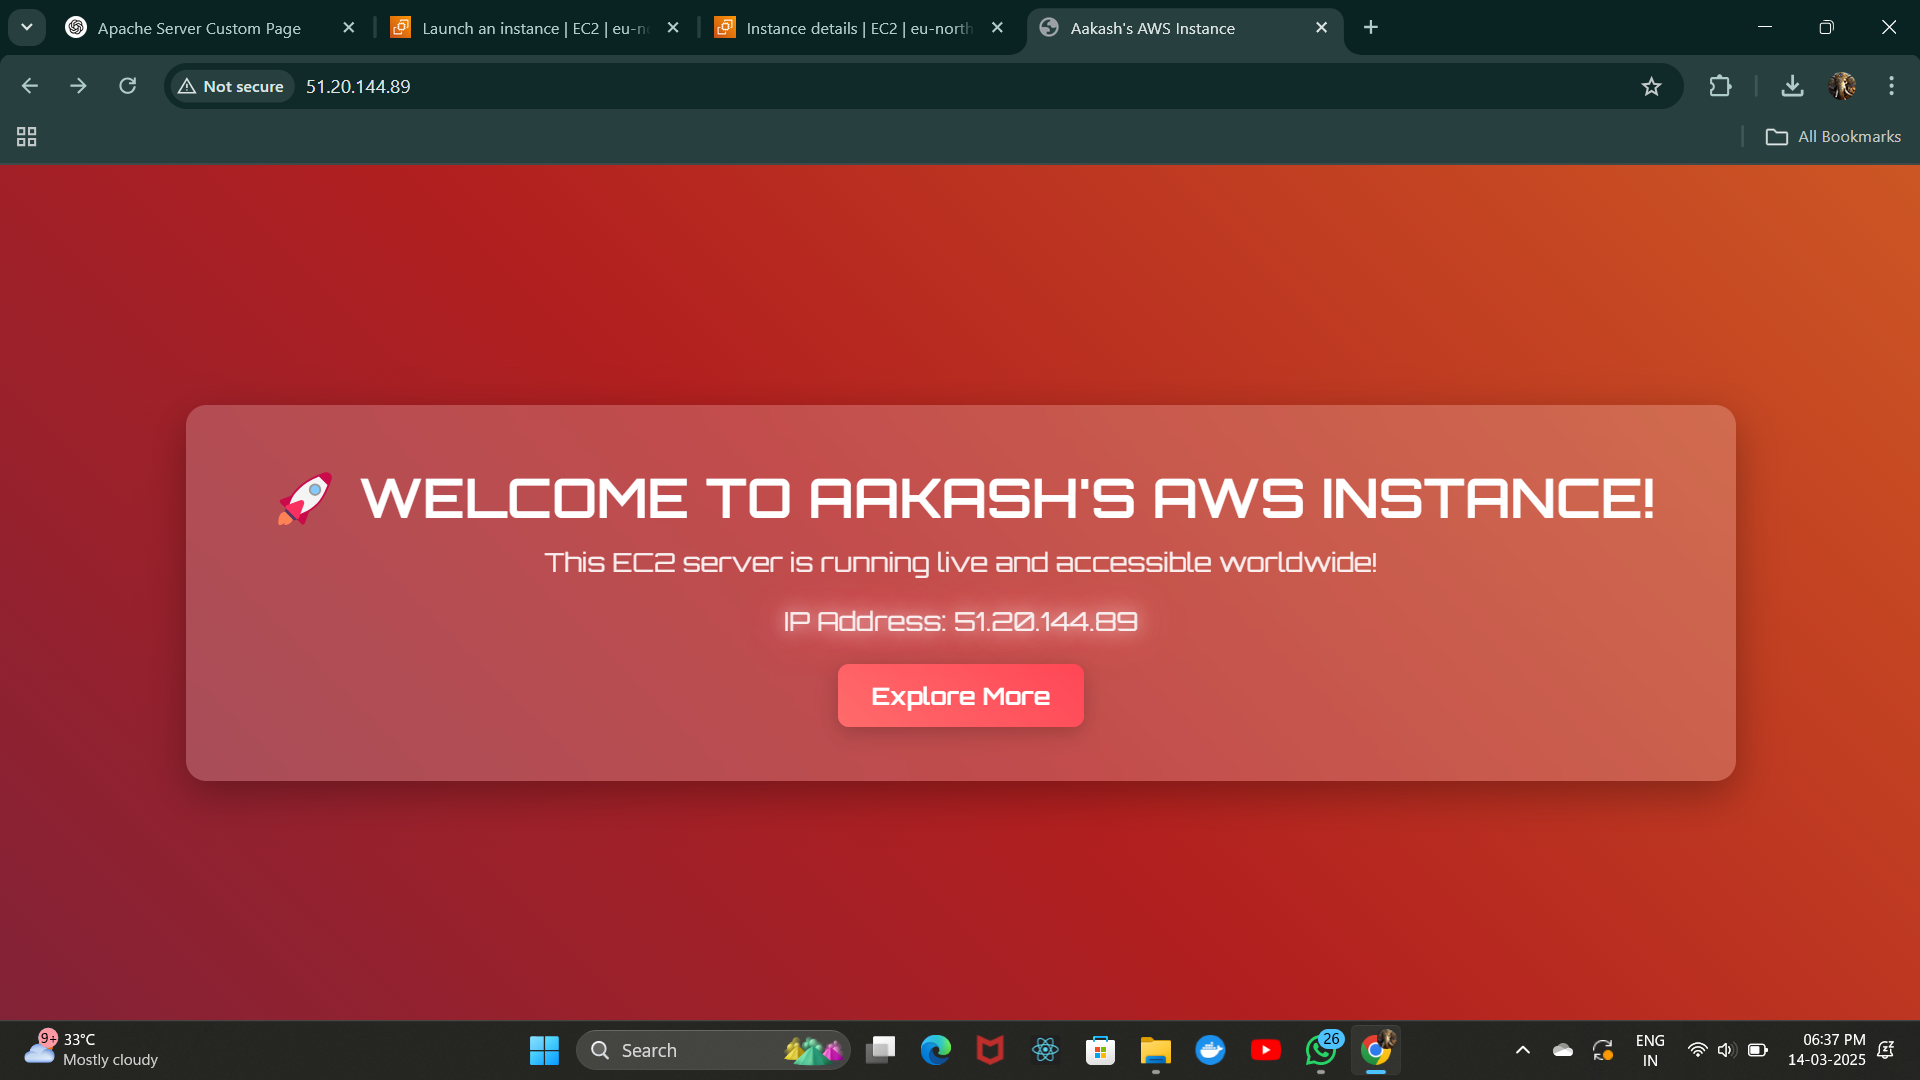 Apache Server Custom Page
Launch an instance | EC2 | eu-n
Instance details | EC2 | eu-north
Aakash's AWS Instance
Not secure
51.20.144.89
All Bookmarks
🚀 WELCOME TO AAKASH'S AWS INSTANCE!
This EC2 server is running live and accessible worldwide!
IP Address: 51.20.144.89
Explore More
9+
33°C
Mostly cloudy
Search
26
ENG
IN
06:37 PM
14-03-2025